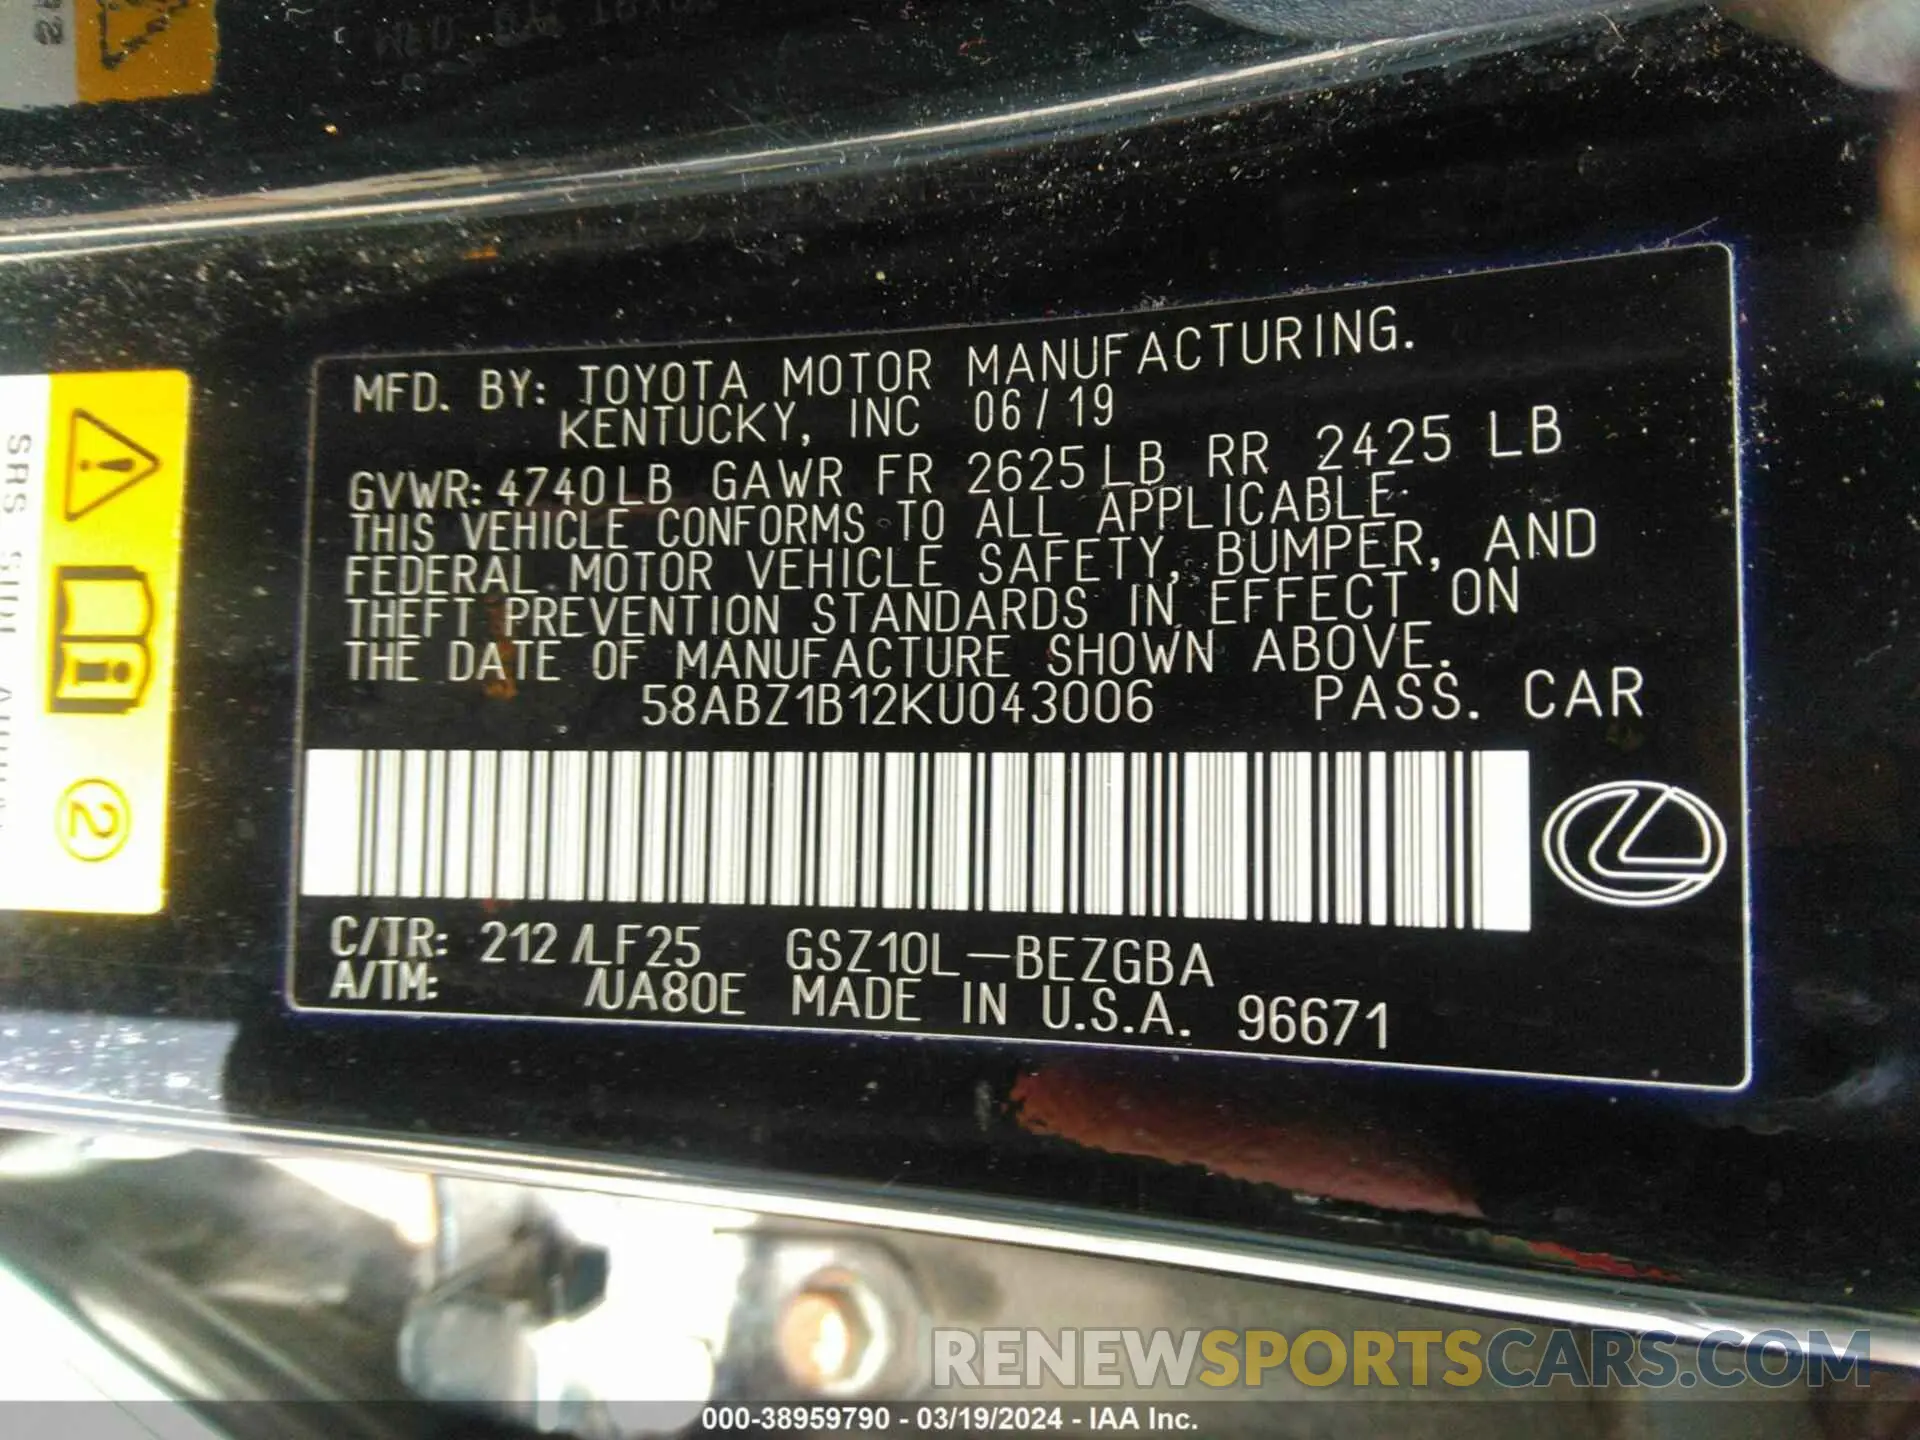 MFD. BY: TOYOTA MOTOR MANUFACTURING.
KENTUCKY, INC 06/19
GVWR: 4740LB GAWR FR 2625LB RR 2425 LB
THIS VEHICLE CONFORMS TO ALL APPLICABLE
FEDERAL MOTOR VEHICLE SAFETY, BUMPER, AND
THEFT PREVENTION STANDARDS IN EFFECT ON
THE DATE OF MANUFACTURE SHOWN ABOVE.
58ABZ1B12KU043006 PASS. CAR
C/TR: 212/LF25 GSZ10L-BEZGBA
A/TM: /UA80E MADE IN U.S.A. 96671
SRS
2
RENEWSPORTSCARS.COM
000-38959790 - 03/19/2024 - IAA Inc.